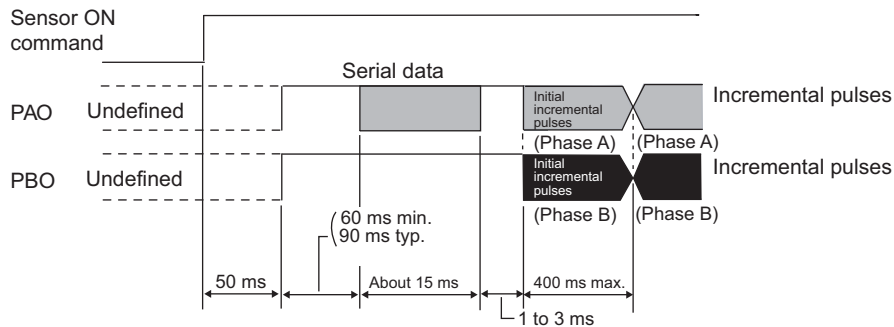 Sensor ON
command
Serial data
PAO
Undefined
Initial
incremental
pulses
(Phase A)
(Phase A)
Incremental pulses
PBO
Undefined
Initial
incremental
pulses
(Phase B)
(Phase B)
Incremental pulses
(60 ms min.
90 ms typ.
50 ms
About 15 ms
400 ms max.
1 to 3 ms